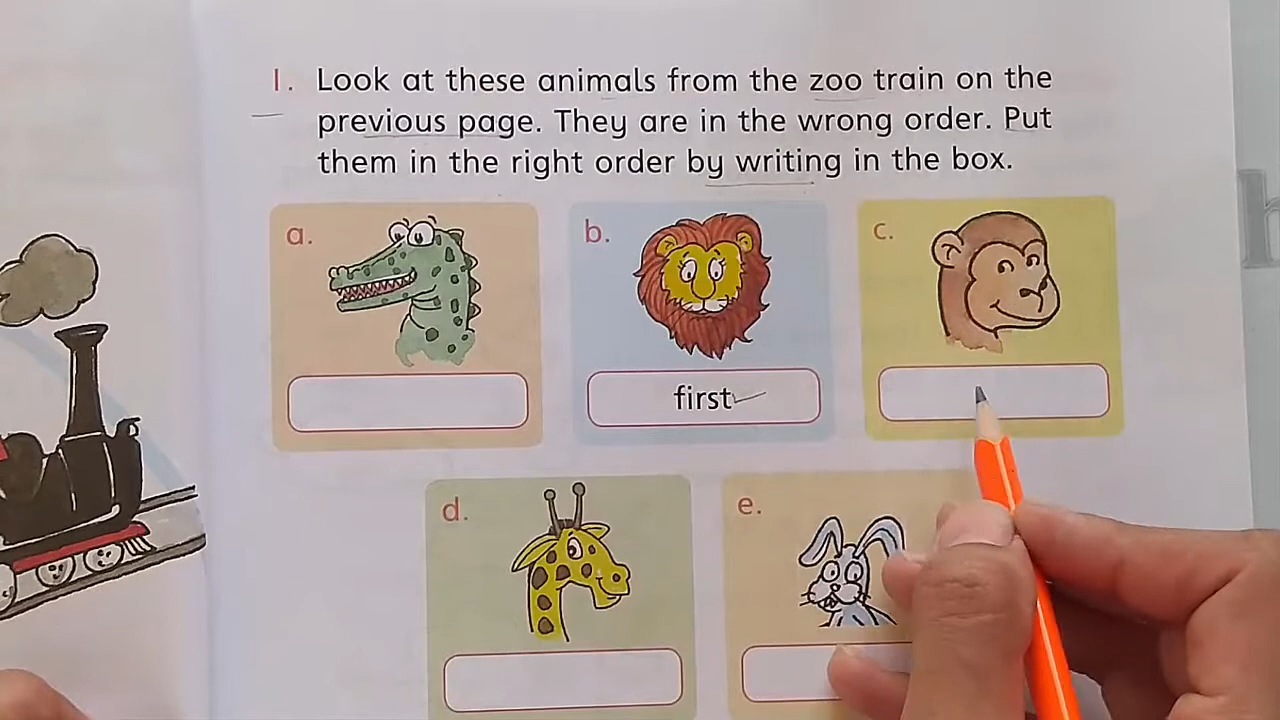 1. Look at these animals from the zoo train on the
previous page. They are in the wrong order. Put
them in the right order by writing in the box.
a.
b.
c.
first
d.
e.